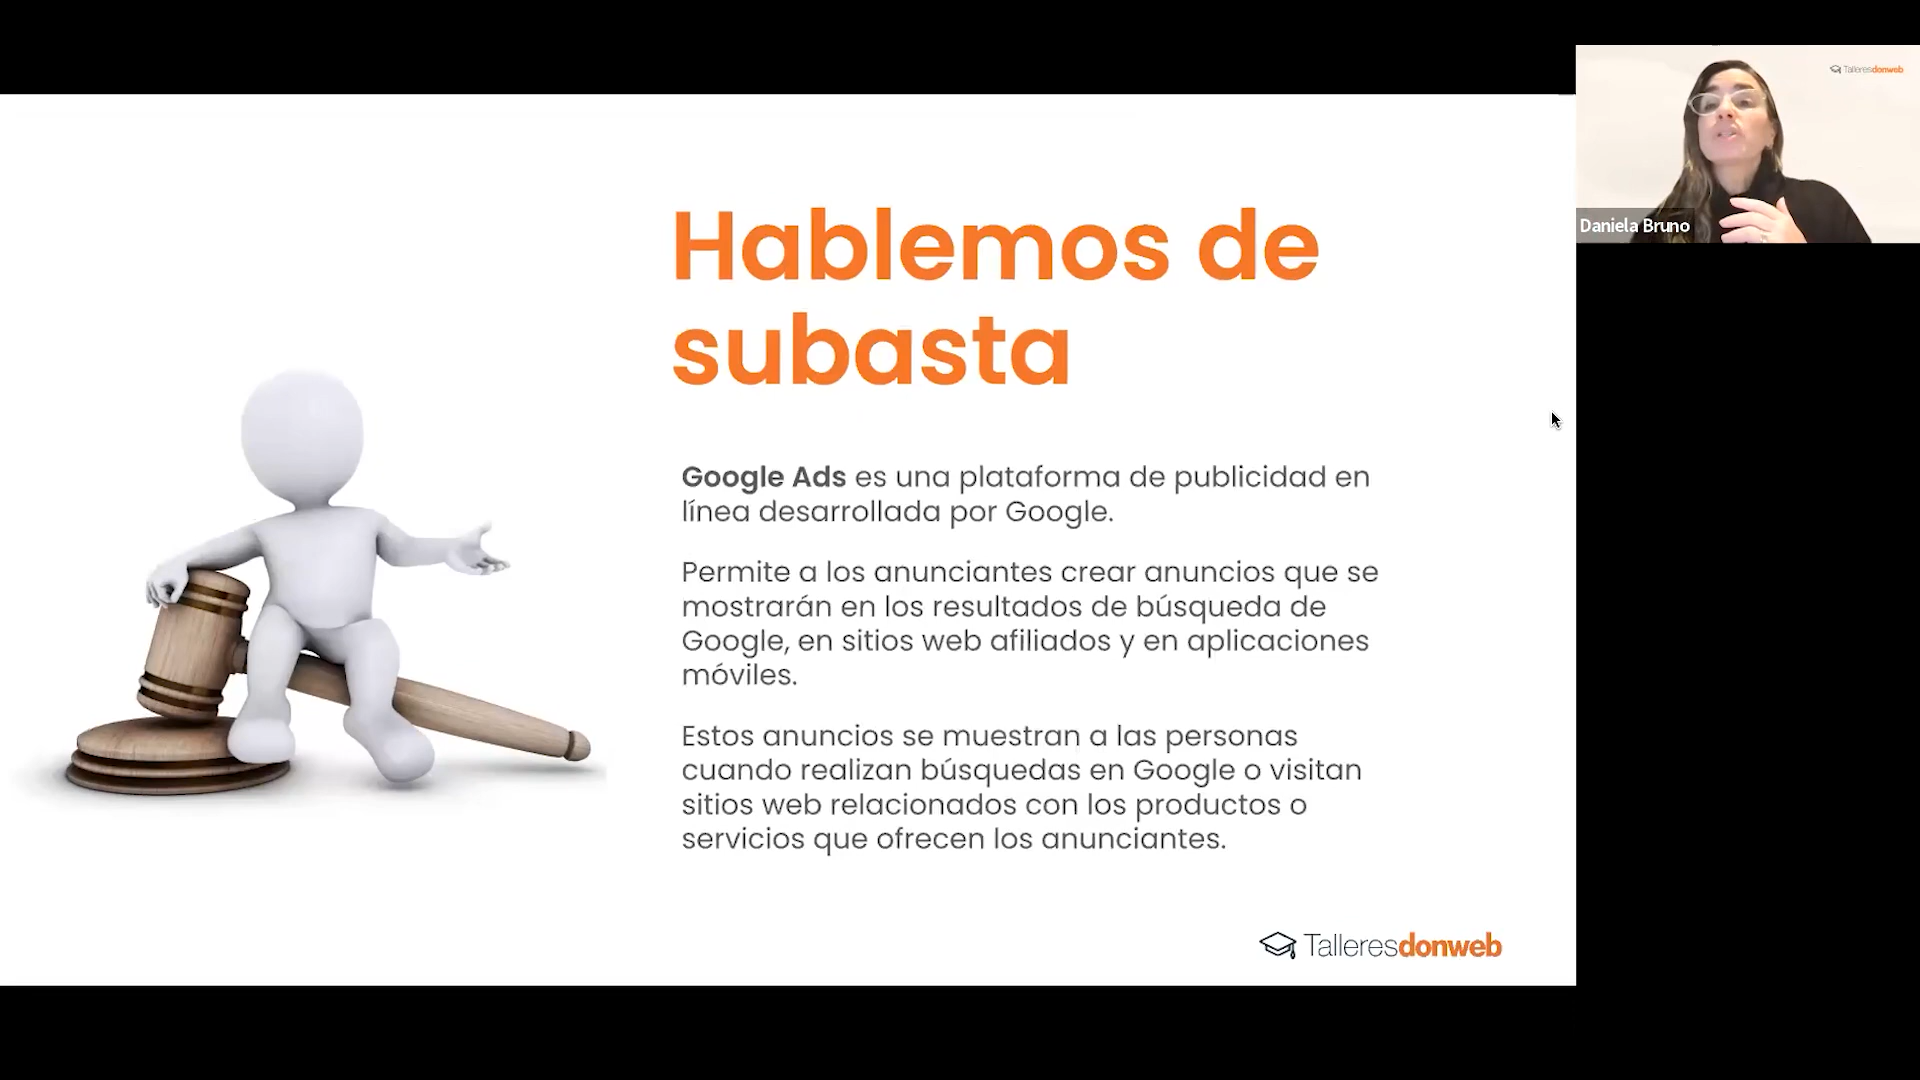 Talleresdonweb
Daniela Bruno
Hablemos de
subasta
Google Ads es una plataforma de publicidad en
línea desarrollada por Google.
Permite a los anunciantes crear anuncios que se
mostrarán en los resultados de búsqueda de
Google, en sitios web afiliados y en aplicaciones
móviles.
Estos anuncios se muestran a las personas
cuando realizan búsquedas en Google o visitan
sitios web relacionados con los productos o
servicios que ofrecen los anunciantes.
Talleresdonweb